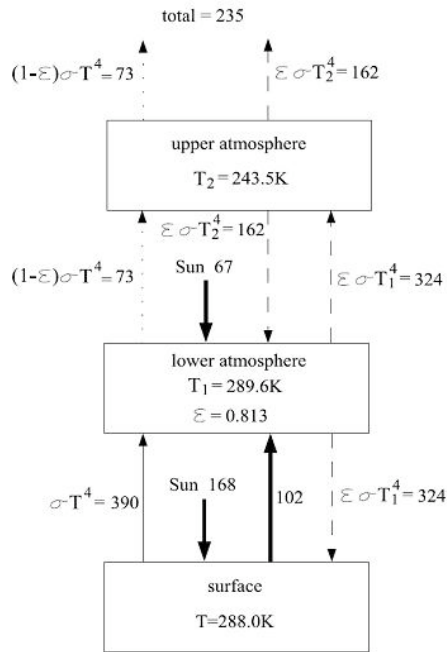 total = 235
(1-ε)σT⁴ = 73
ε σT₂⁴ = 162
upper atmosphere
T₂ = 243.5K
ε σT₂⁴ = 162
(1-ε)σT⁴ = 73
Sun 67
ε σT₁⁴ = 324
lower atmosphere
T₁ = 289.6K
ε = 0.813
σT⁴ = 390
Sun 168
102
ε σT₁⁴ = 324
surface
T=288.0K